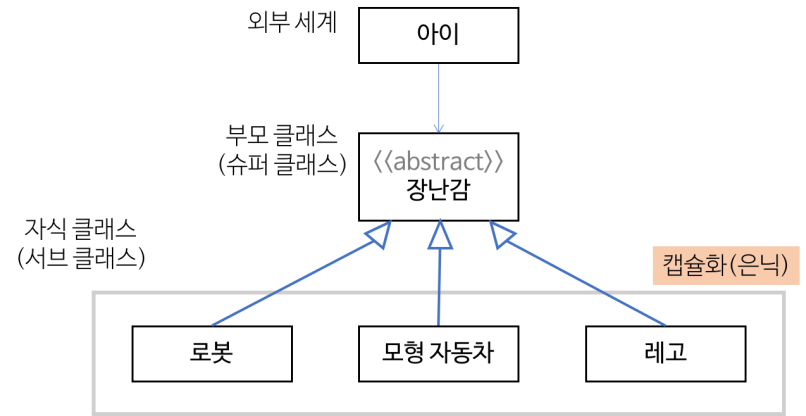 외부 세계
아이
부모 클래스
(슈퍼 클래스)
《abstract》
장난감
자식 클래스
(서브 클래스)
캡슐화(은닉)
로봇
모형 자동차
레고